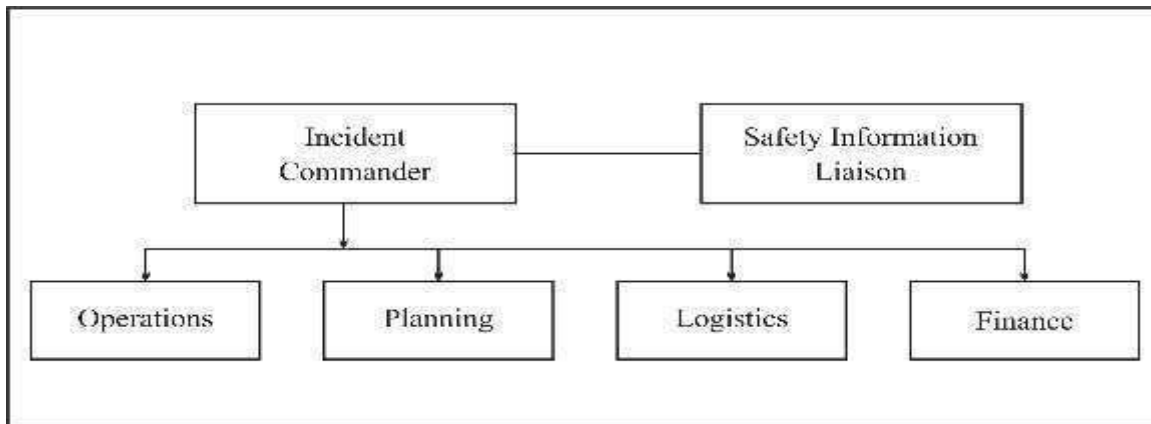 Incident
Commander
Safety Information
Liaison
Operations
Planning
Logistics
Finance